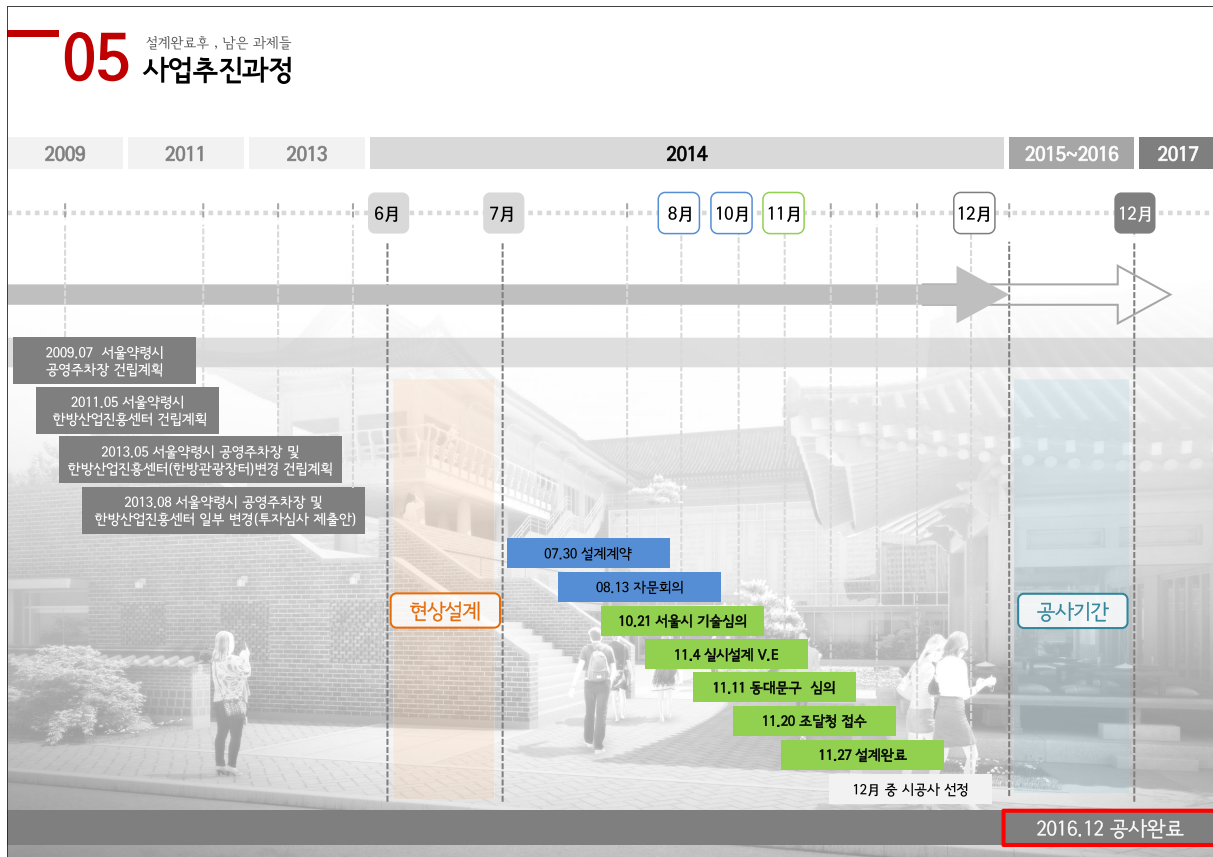 05
설계완료후 , 남은 과제들
사업추진과정
2009
2011
2013
2014
2015~2016
2017
6月
7月
8月
10月
11月
12月
12月
2009.07 서울약령시
공영주차장 건립계획
2011.05 서울약령시
한방산업진흥센터 건립계획
2013.05 서울약령시 공영주차장 및
한방산업진흥센터(한방관광장터)변경 건립계획
2013.08 서울약령시 공영주차장 및
한방산업진흥센터 일부 변경(투자심사 제출안)
07.30 설계계약
08.13 자문회의
현상설계
공사기간
10.21 서울시 기술심의
11.4 실시설계 V.E
11.11 동대문구 심의
11.20 조달청 접수
11.27 설계완료
12月 중 시공사 선정
2016.12 공사완료